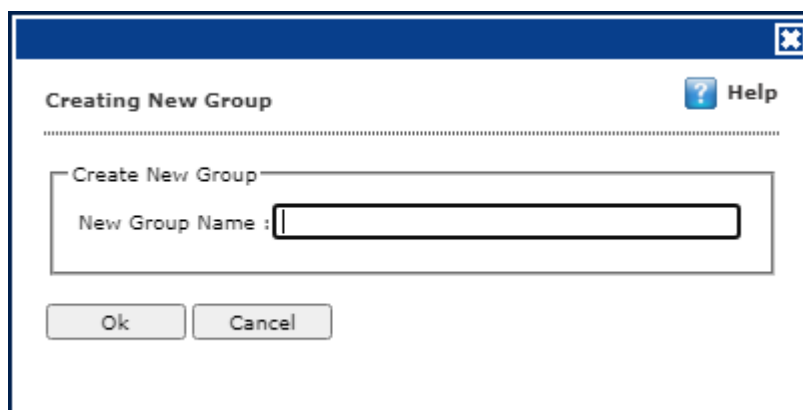 Creating New Group
Help
Create New Group
New Group Name :
Ok
Cancel